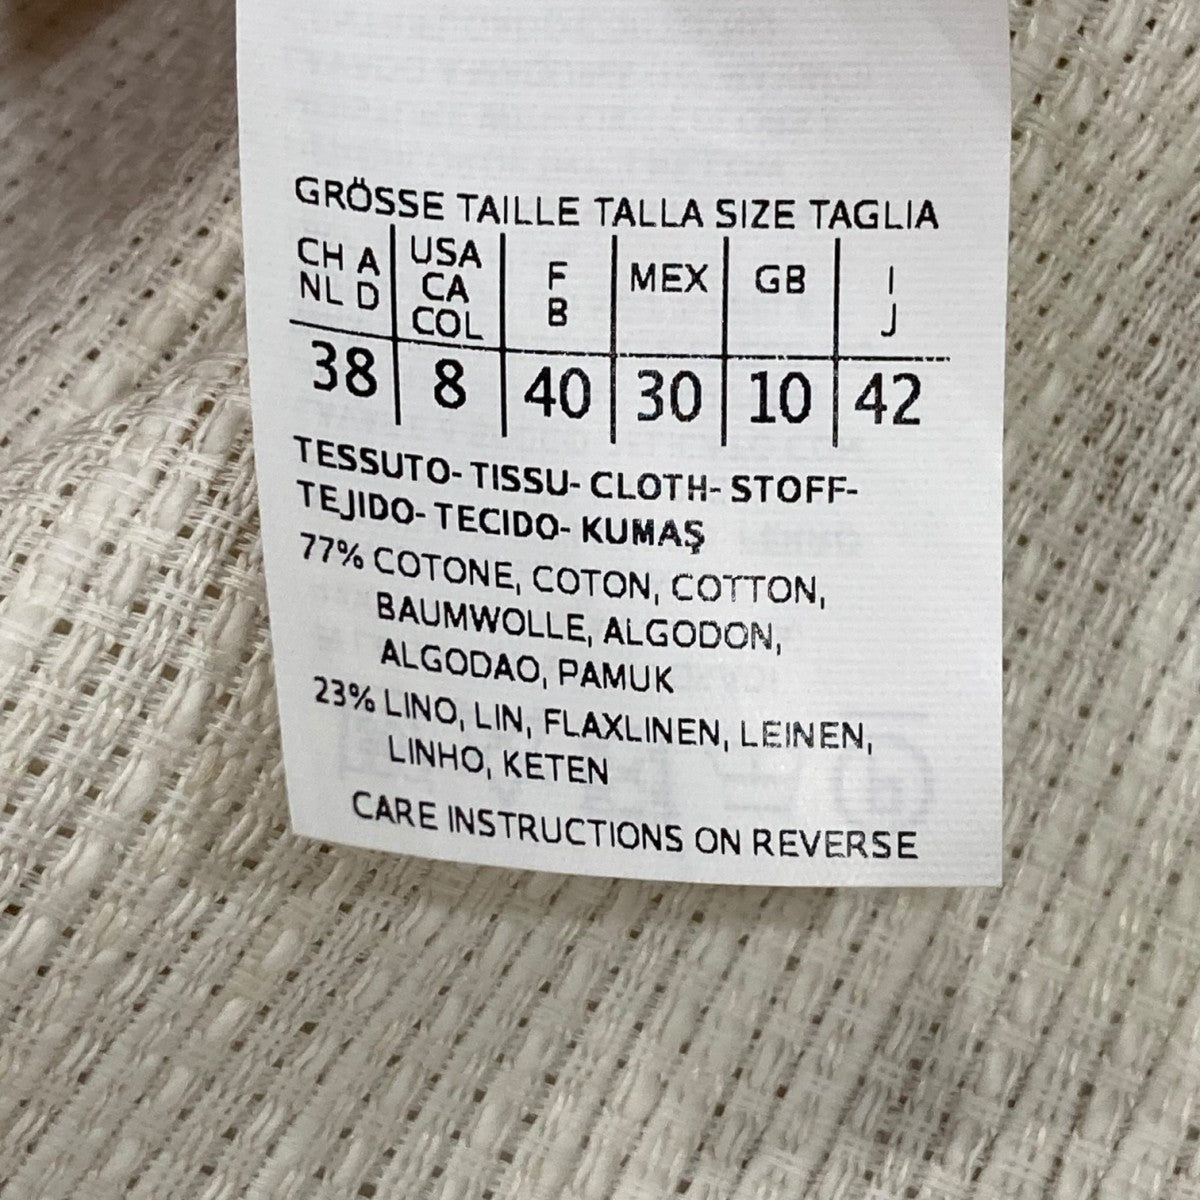 GRÖSSE TAILLE TALLA SIZE TAGLIA
CH A NL D | USA CA COL | F B | MEX | GB | I J
38 | 8 | 40 | 30 | 10 | 42
TESSUTO- TISSU- CLOTH- STOFF-
TEJIDO- TECIDO- KUMAŞ
77% COTONE, COTON, COTTON,
BAUMWOLLE, ALGODON,
ALGODAO, PAMUK
23% LINO, LIN, FLAXLINEN, LEINEN,
LINHO, KETEN
CARE INSTRUCTIONS ON REVERSE